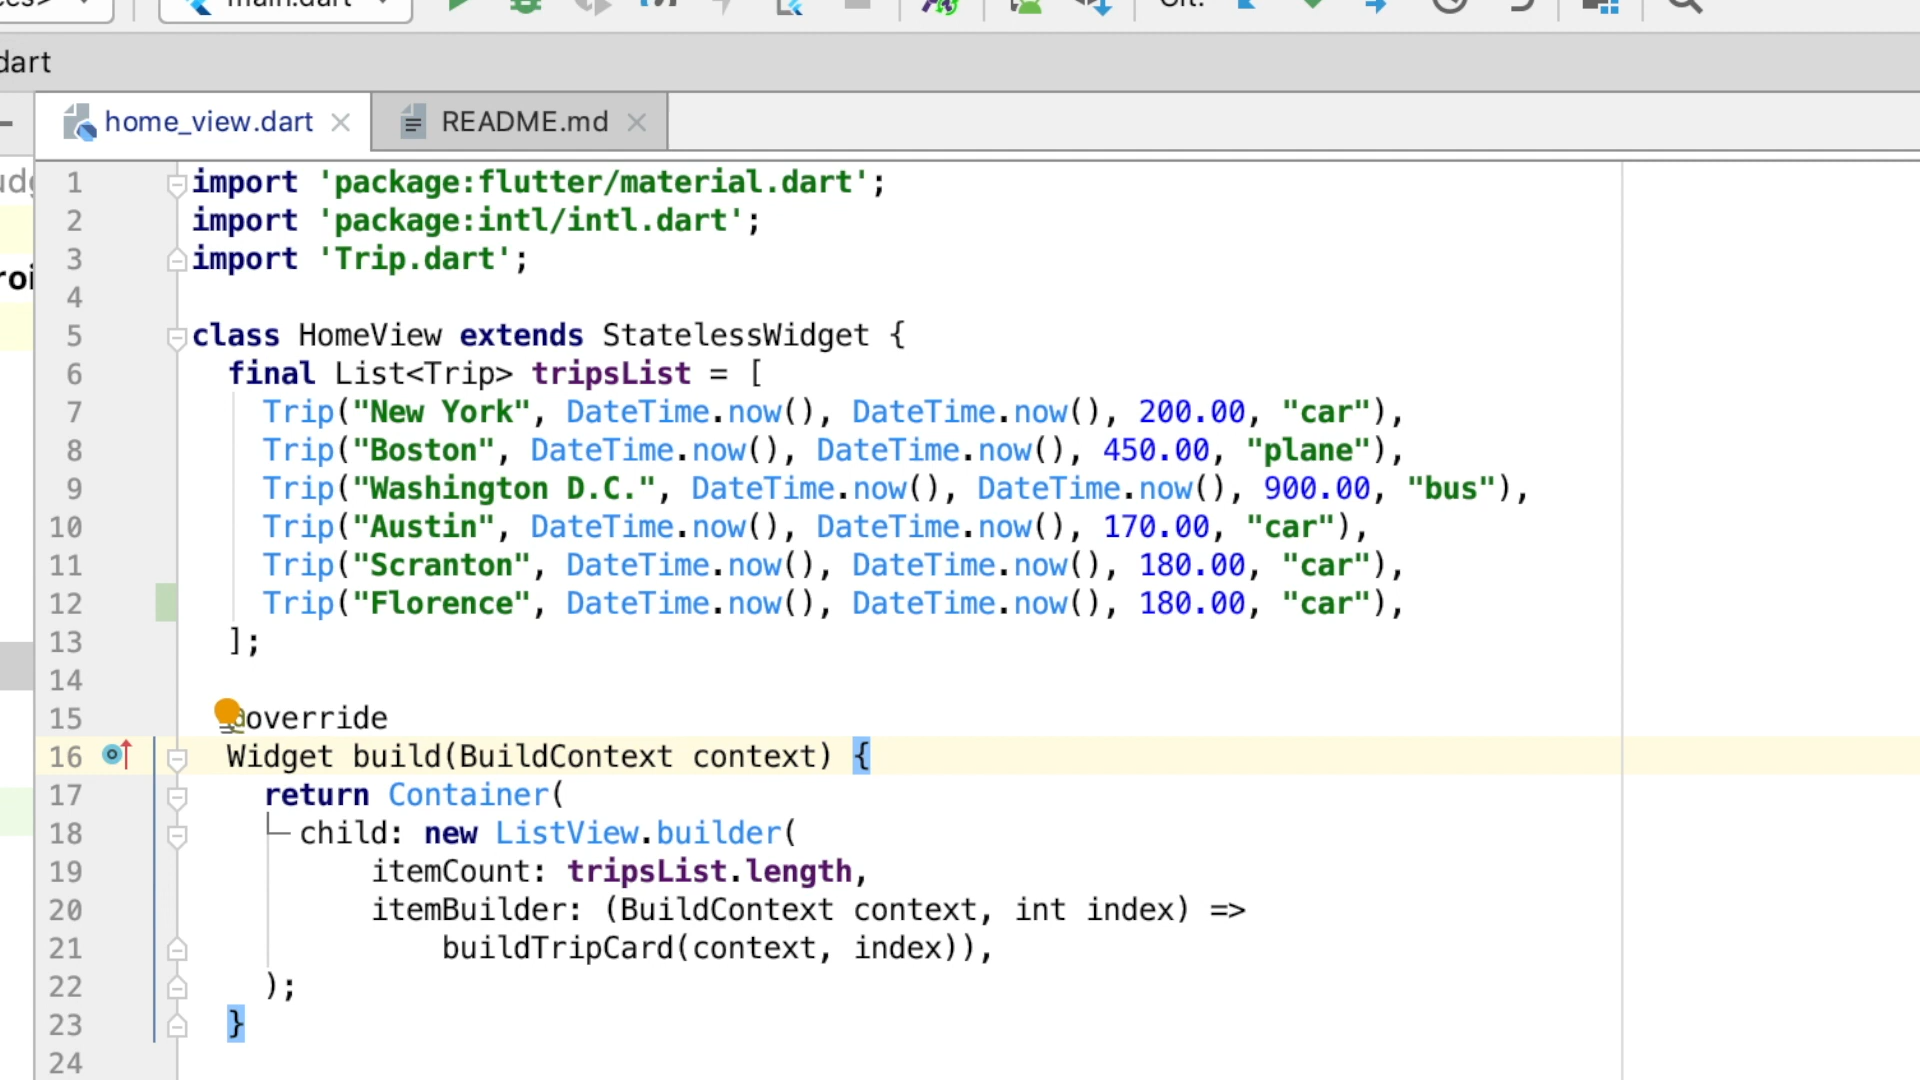 main.dart
Git:
dart
home_view.dart
README.md
1 import 'package:flutter/material.dart';
2 import 'package:intl/intl.dart';
3 import 'Trip.dart';
4
5 class HomeView extends StatelessWidget {
6 final List<Trip> tripsList = [
7 Trip("New York", DateTime.now(), DateTime.now(), 200.00, "car"),
8 Trip("Boston", DateTime.now(), DateTime.now(), 450.00, "plane"),
9 Trip("Washington D.C.", DateTime.now(), DateTime.now(), 900.00, "bus"),
10 Trip("Austin", DateTime.now(), DateTime.now(), 170.00, "car"),
11 Trip("Scranton", DateTime.now(), DateTime.now(), 180.00, "car"),
12 Trip("Florence", DateTime.now(), DateTime.now(), 180.00, "car"),
13 ];
14
15 @override
16 Widget build(BuildContext context) {
17 return Container(
18 child: new ListView.builder(
19 itemCount: tripsList.length,
20 itemBuilder: (BuildContext context, int index) =>
21 buildTripCard(context, index)),
22 );
23 }
24